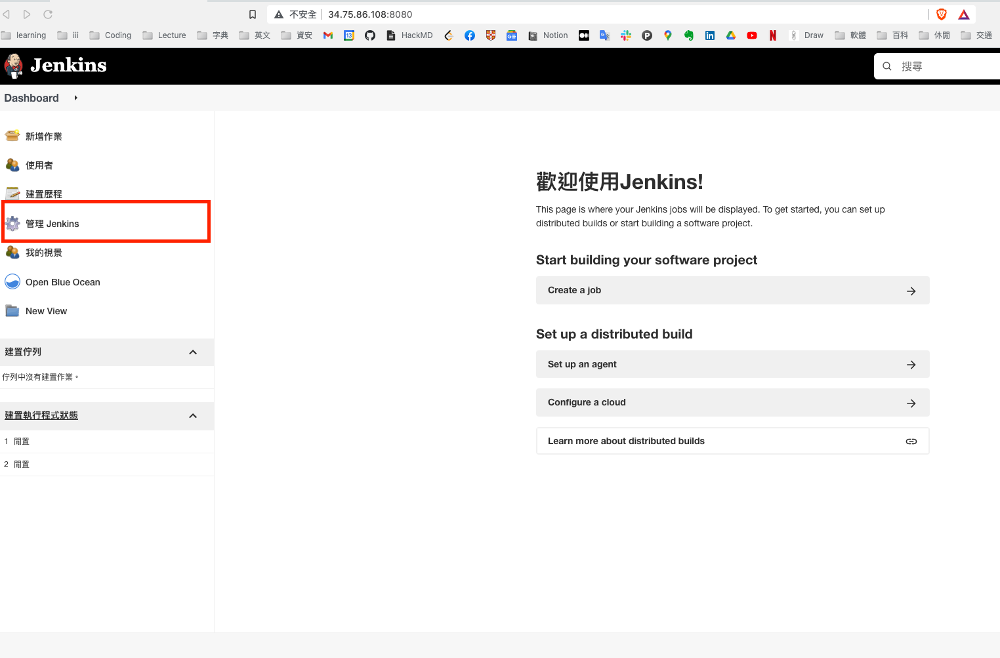 不安全 34.75.86.108:8080
learning iii Coding Lecture 字典 英文 資安 13 HackMD Notion P N Draw 軟體 百科 休閒 交通
Jenkins
搜尋
Dashboard
新增作業
使用者
建置歷程
管理 Jenkins
我的視景
Open Blue Ocean
New View
建置佇列
佇列中沒有建置作業。
建置執行程式狀態
1 閒置
2 閒置
歡迎使用Jenkins!
This page is where your Jenkins jobs will be displayed. To get started, you can set up
distributed builds or start building a software project.
Start building your software project
Create a job
Set up a distributed build
Set up an agent
Configure a cloud
Learn more about distributed builds